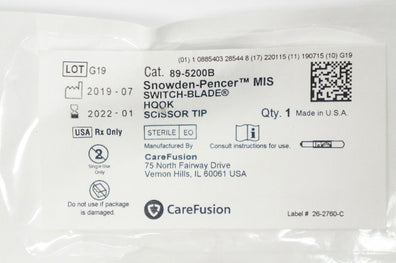 (01) 1 0885403 28544 8 (17) 220115 (11) 190715 (10) G19
LOT G19
Cat. 89-5200B
2019 - 07
Snowden-Pencer™ MIS
SWITCH-BLADE®
2022 - 01
HOOK
SCISSOR TIP
Qty. 1 Made in U.S.A.
USA Rx Only
STERILE EO
2
Single Use Only
Manufactured By
Consult instructions for use.
CareFusion
75 North Fairway Drive
Vernon Hills, IL 60061 USA
Do not use if package is damaged.
CareFusion
Label # 26-2760-C